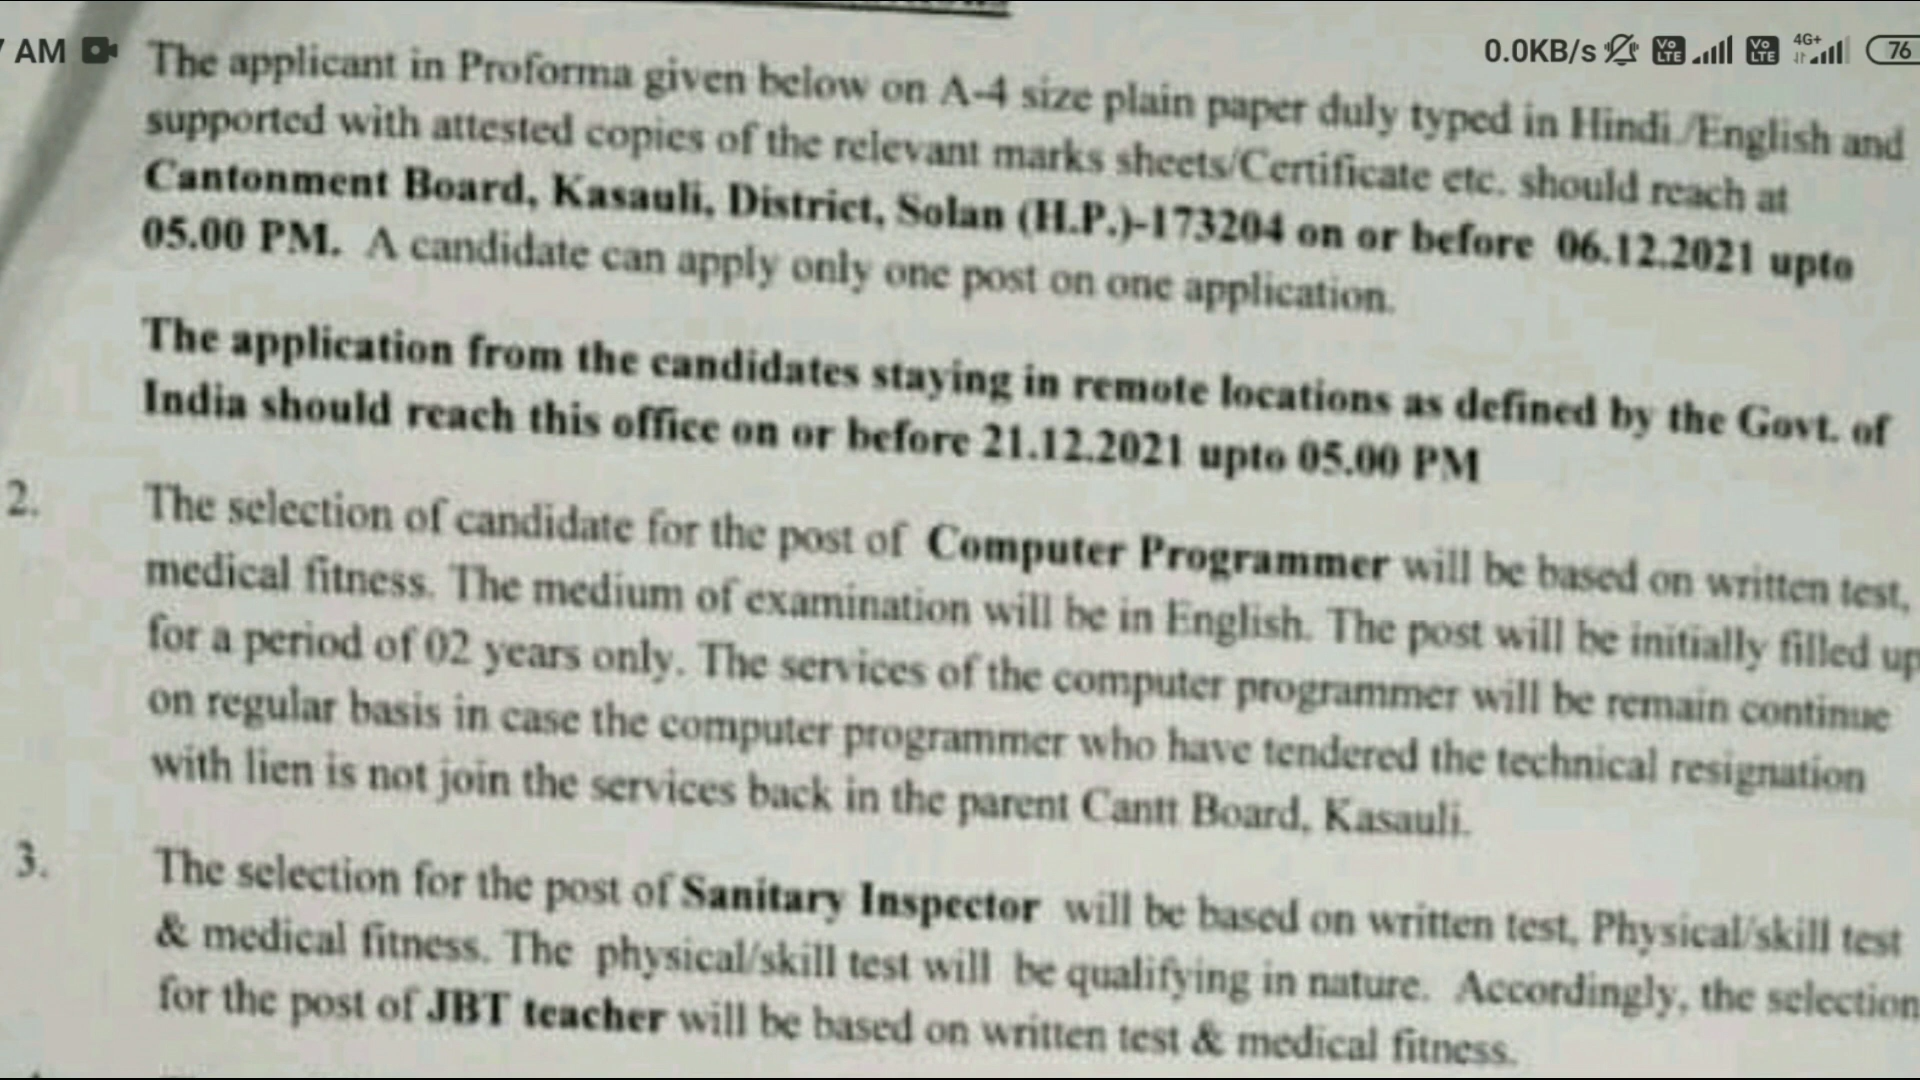 AM
0.0KB/s
Vo LTE
Vo LTE
4G+
76
The applicant in Proforma given below on A-4 size plain paper duly typed in Hindi./English and
supported with attested copies of the relevant marks sheets/Certificate etc. should reach at
Cantonment Board, Kasauli, District, Solan (H.P.)-173204 on or before 06.12.2021 upto
05.00 PM. A candidate can apply only one post on one application.
The application from the candidates staying in remote locations as defined by the Govt. of
India should reach this office on or before 21.12.2021 upto 05.00 PM
2. The selection of candidate for the post of Computer Programmer will be based on written test,
medical fitness. The medium of examination will be in English. The post will be initially filled up
for a period of 02 years only. The services of the computer programmer will be remain continue
on regular basis in case the computer programmer who have tendered the technical resignation
with lien is not join the services back in the parent Cantt Board, Kasauli.
3. The selection for the post of Sanitary Inspector will be based on written test, Physical/skill test
& medical fitness. The physical/skill test will be qualifying in nature. Accordingly, the selection
for the post of JBT teacher will be based on written test & medical fitness.